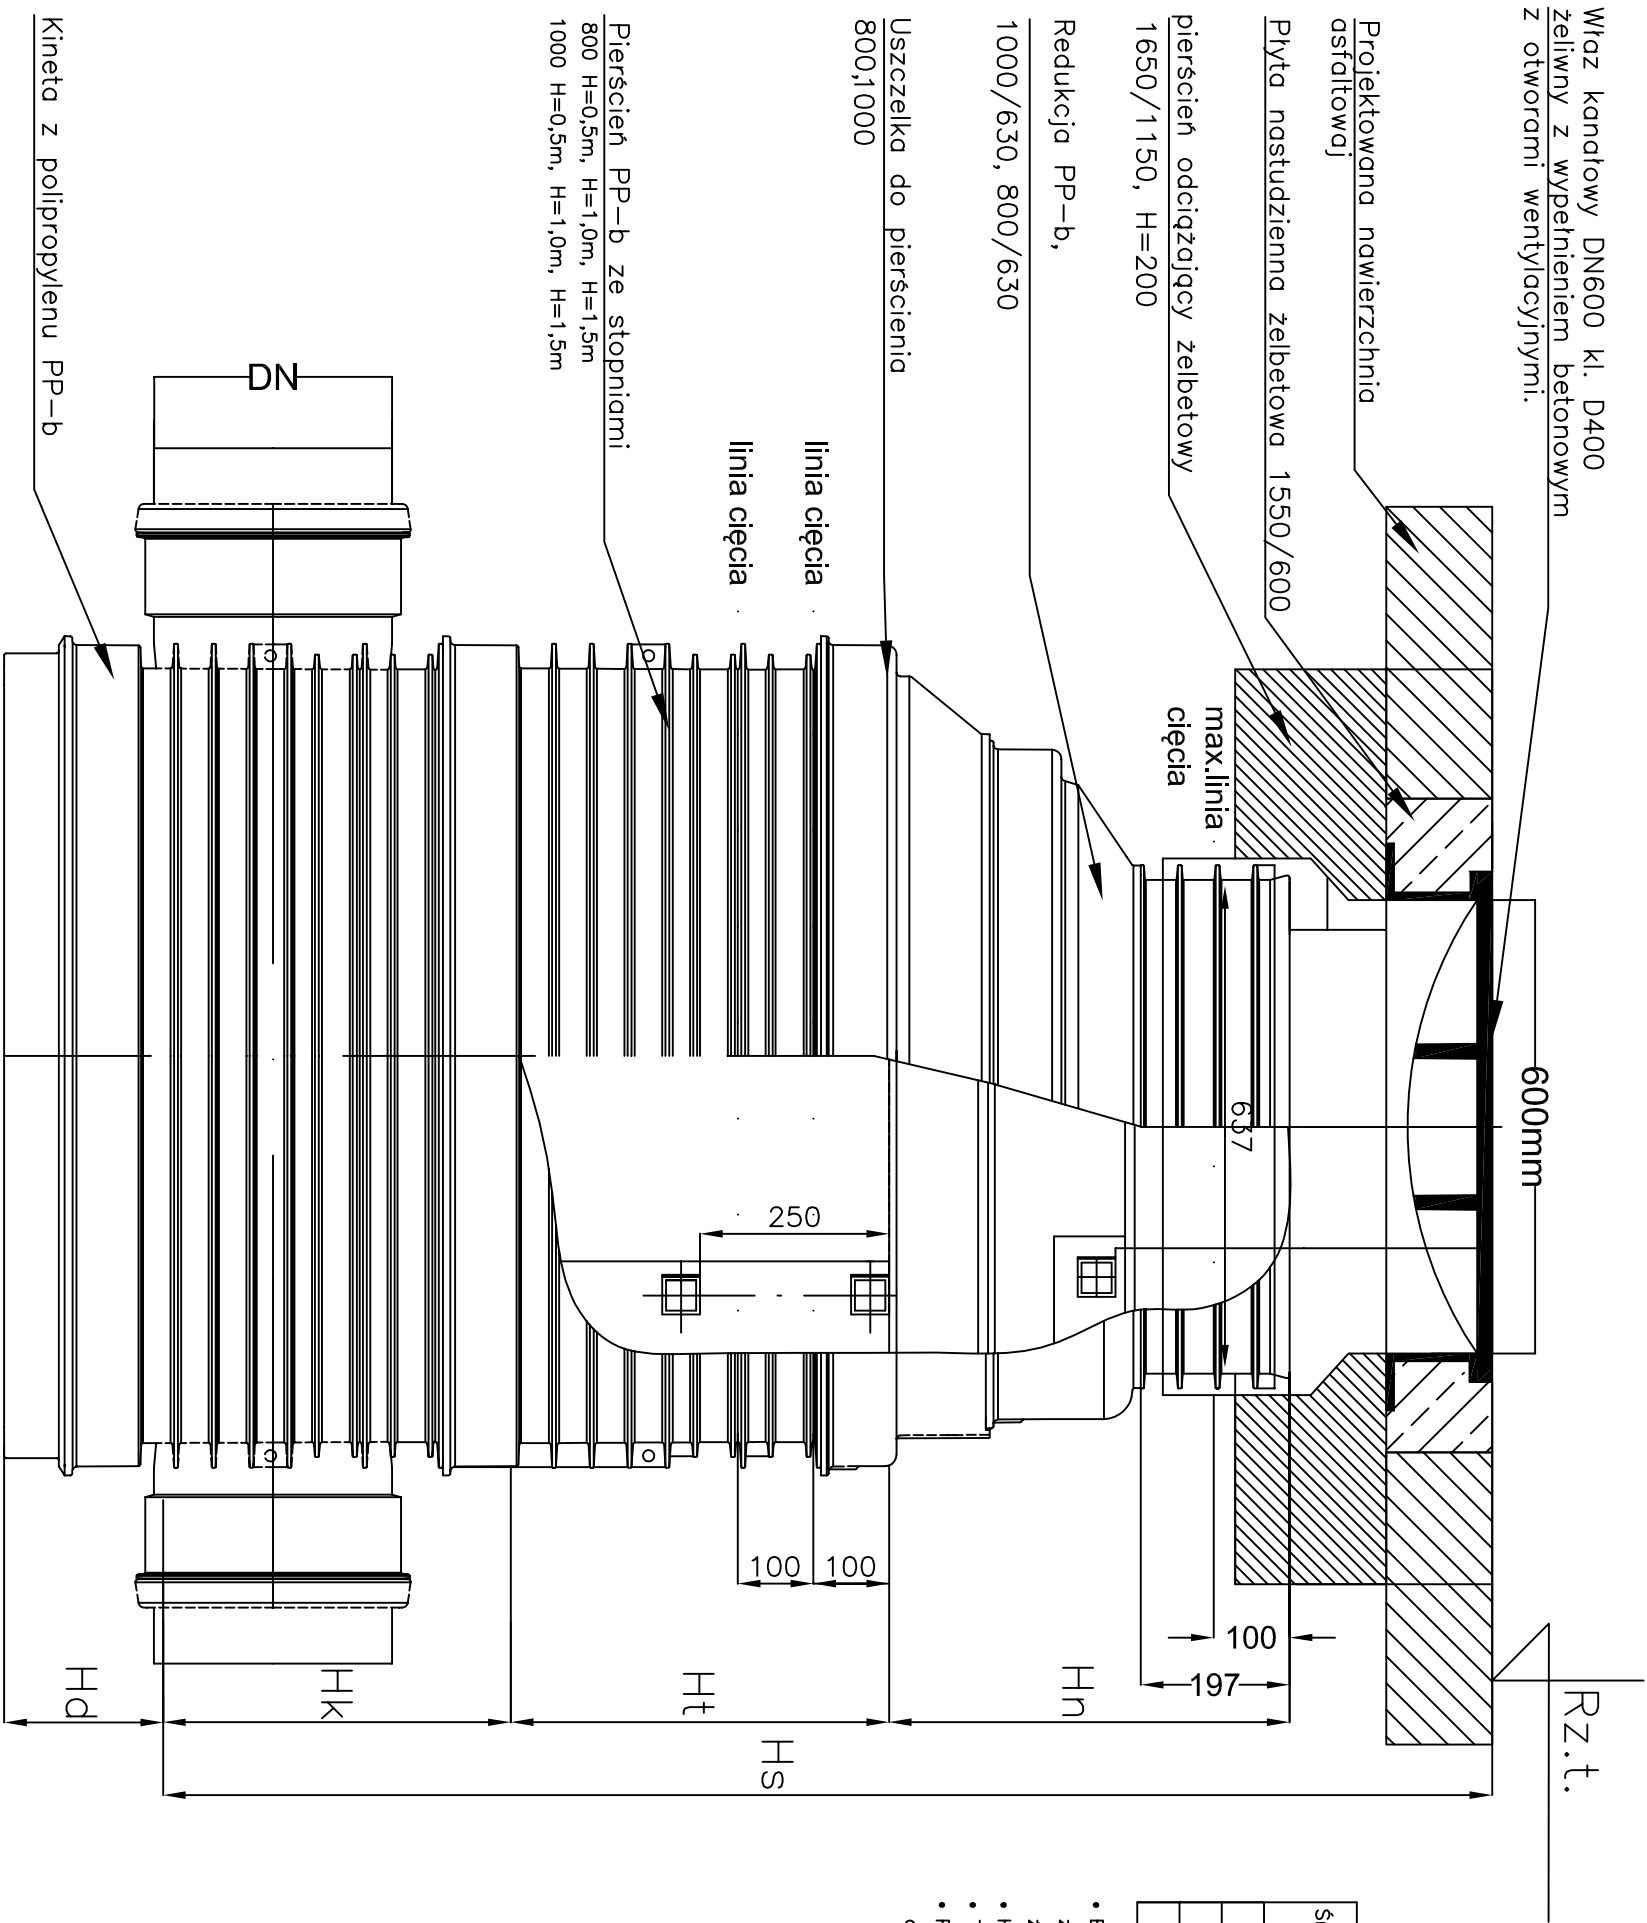 Właz kanałowy DN600 kl. D400
żeliwny z wypełnieniem betonowym
z otworami wentylacyjnymi.
Projektowana nawierzchnia
asfaltowaj
Płyta nastudzienna żelbetowa 1550/600
pierścień odciążający żelbetowy
1650/1150, H=200
Redukcja PP-b,
1000/630, 800/630
Uszczelka do pierścienia
800,1000
Pierścień PP-b ze stopniami
800 H=0,5m, H=1,0m, H=1,5m
1000 H=0,5m, H=1,0m, H=1,5m
Kineta z polipropylenu PP-b
DN
linia cięcia
linia cięcia
max.linia
cięcia
600mm
637
250
100
100
100
197
Rz.t.
Hn
Ht
Hk
Hd
Hs